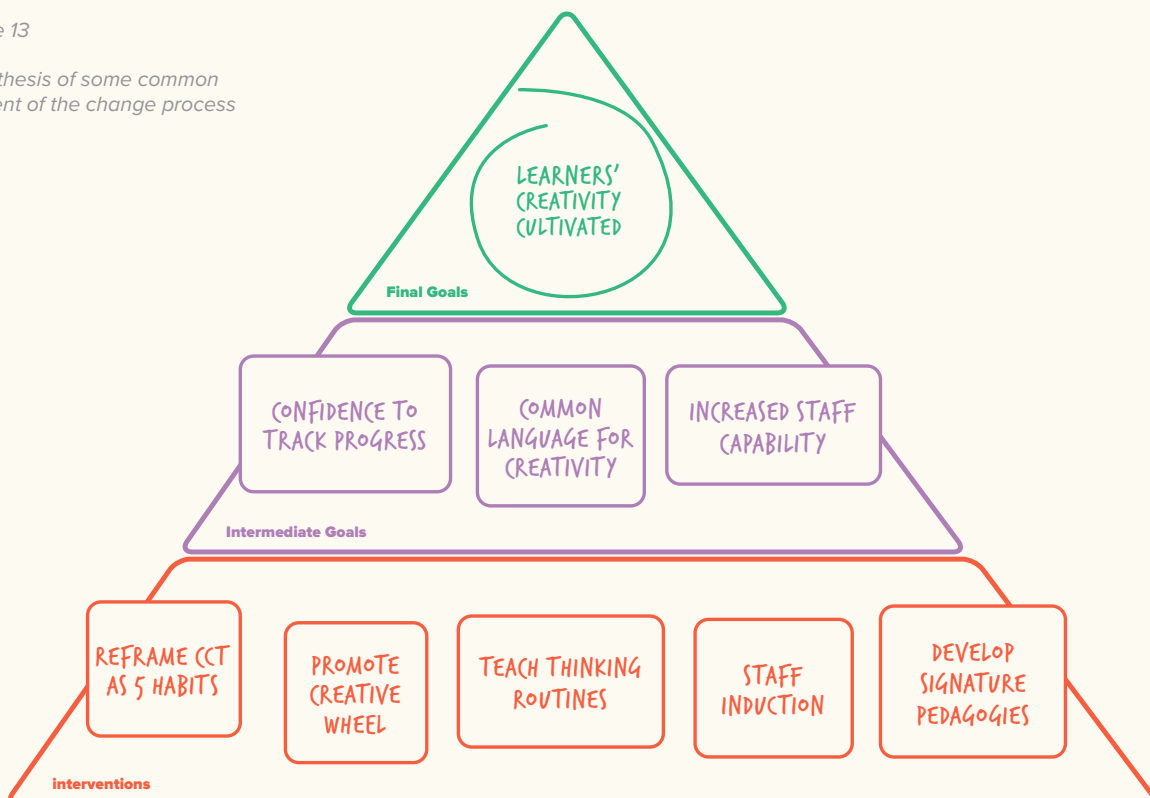 e 13
thesis of some common
ent of the change process
LEARNERS'
CREATIVITY
CULTIVATED
Final Goals
CONFIDENCE TO
TRACK PROGRESS
COMMON
LANGUAGE FOR
CREATIVITY
INCREASED STAFF
CAPABILITY
Intermediate Goals
REFRAME CCT
AS 5 HABITS
PROMOTE
CREATIVE
WHEEL
TEACH THINKING
ROUTINES
STAFF
INDUCTION
DEVELOP
SIGNATURE
PEDAGOGIES
interventions